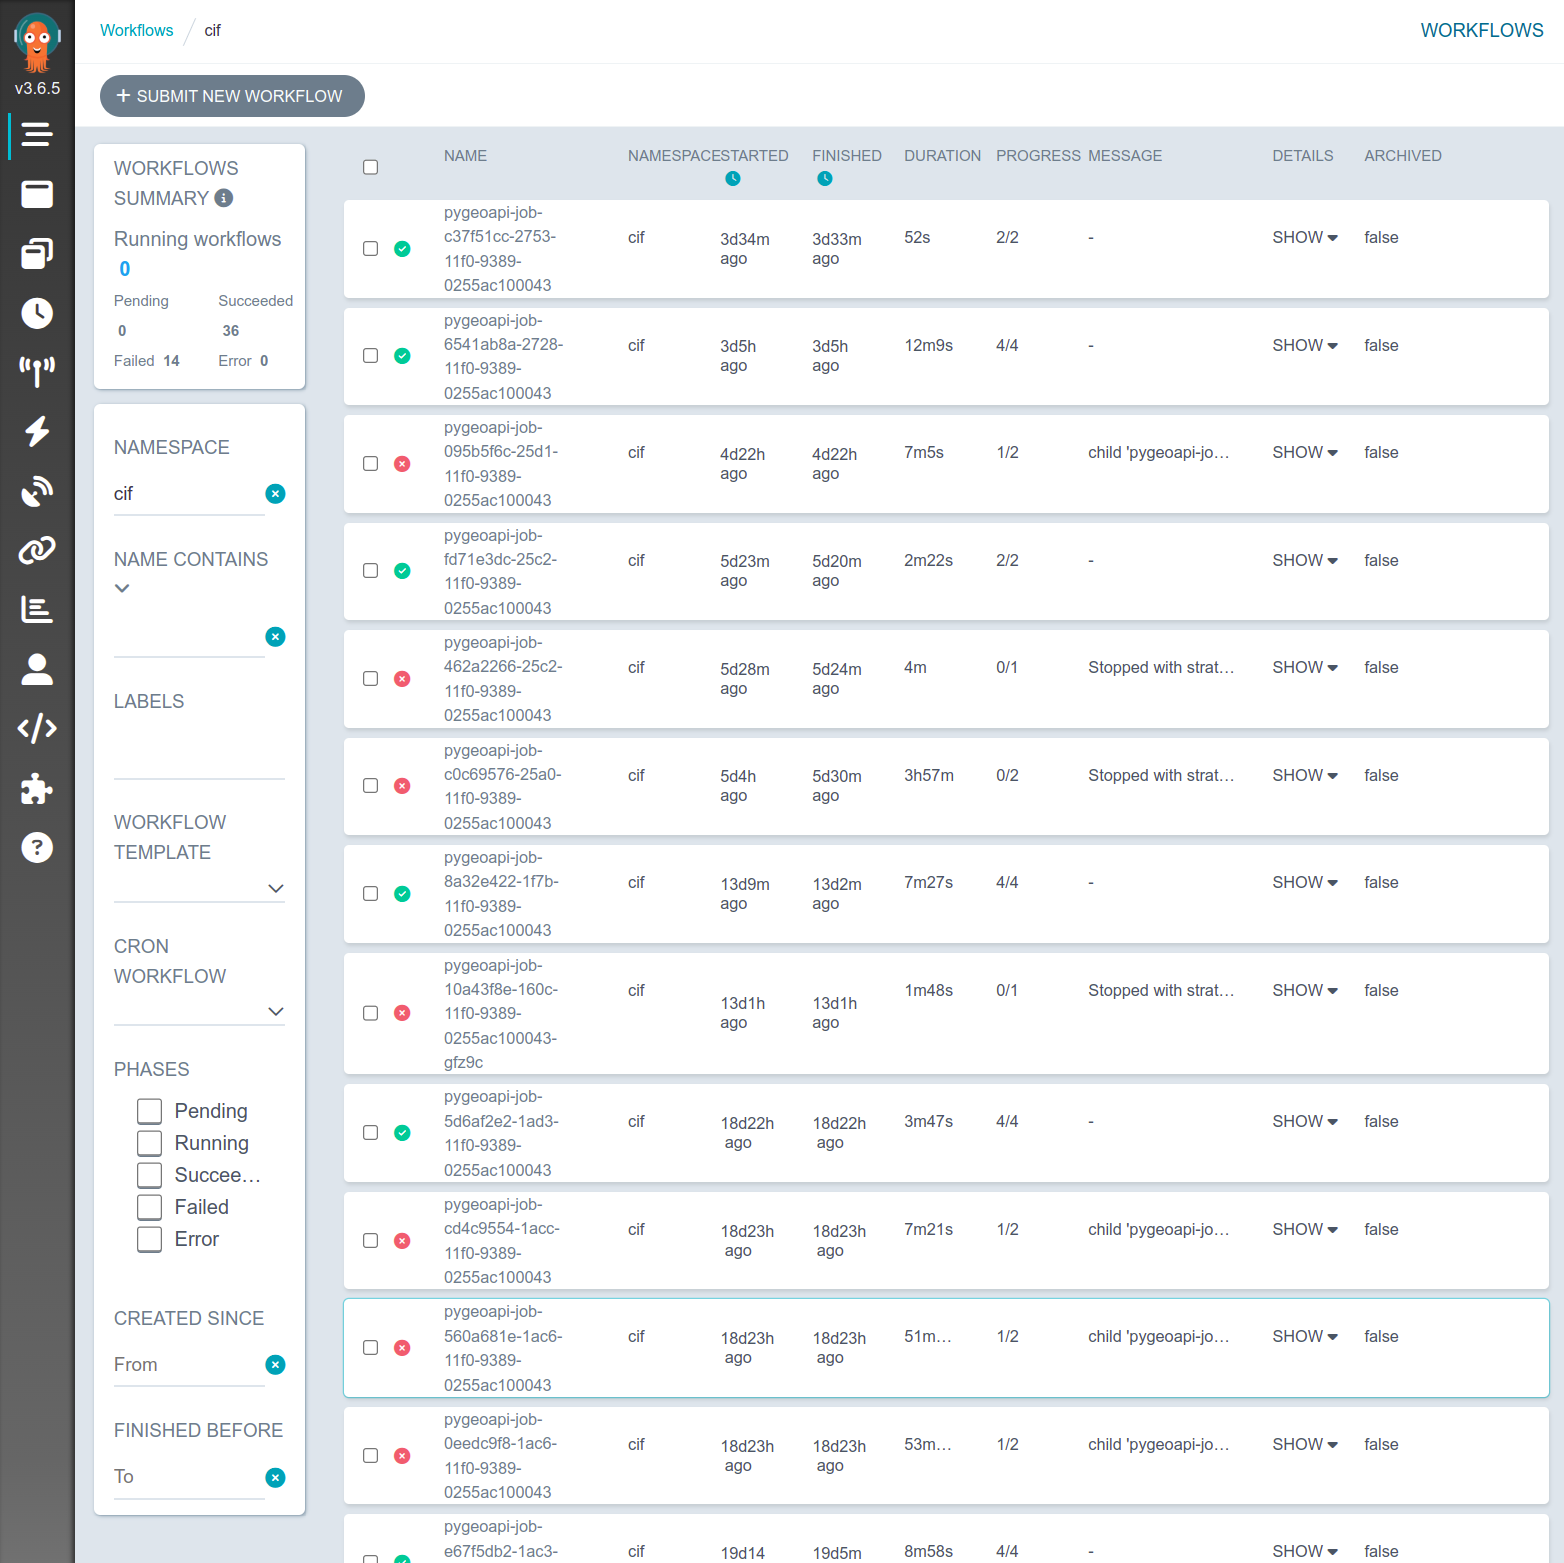 v3.6.5
Workflows / cif
WORKFLOWS
+ SUBMIT NEW WORKFLOW
WORKFLOWS
SUMMARY
Running workflows
0
Pending Succeeded
0 36
Failed 14 Error 0
NAMESPACE
cif
NAME CONTAINS
LABELS
WORKFLOW
TEMPLATE
CRON
WORKFLOW
PHASES
Pending
Running
Succee…
Failed
Error
CREATED SINCE
From
FINISHED BEFORE
To
NAME NAMESPACE STARTED FINISHED DURATION PROGRESS MESSAGE DETAILS ARCHIVED
pygeoapi-job-
c37f51cc-2753-
11f0-9389-
0255ac100043
cif 3d34m ago 3d33m ago 52s 2/2 - SHOW false
pygeoapi-job-
6541ab8a-2728-
11f0-9389-
0255ac100043
cif 3d5h ago 3d5h ago 12m9s 4/4 - SHOW false
pygeoapi-job-
095b5f6c-25d1-
11f0-9389-
0255ac100043
cif 4d22h ago 4d22h ago 7m5s 1/2 child 'pygeoapi-jo… SHOW false
pygeoapi-job-
fd71e3dc-25c2-
11f0-9389-
0255ac100043
cif 5d23m ago 5d20m ago 2m22s 2/2 - SHOW false
pygeoapi-job-
462a2266-25c2-
11f0-9389-
0255ac100043
cif 5d28m ago 5d24m ago 4m 0/1 Stopped with strat… SHOW false
pygeoapi-job-
c0c69576-25a0-
11f0-9389-
0255ac100043
cif 5d4h ago 5d30m ago 3h57m 0/2 Stopped with strat… SHOW false
pygeoapi-job-
8a32e422-1f7b-
11f0-9389-
0255ac100043
cif 13d9m ago 13d2m ago 7m27s 4/4 - SHOW false
pygeoapi-job-
10a43f8e-160c-
11f0-9389-
0255ac100043-
gfz9c
cif 13d1h ago 13d1h ago 1m48s 0/1 Stopped with strat… SHOW false
pygeoapi-job-
5d6af2e2-1ad3-
11f0-9389-
0255ac100043
cif 18d22h ago 18d22h ago 3m47s 4/4 - SHOW false
pygeoapi-job-
cd4c9554-1acc-
11f0-9389-
0255ac100043
cif 18d23h ago 18d23h ago 7m21s 1/2 child 'pygeoapi-jo… SHOW false
pygeoapi-job-
560a681e-1ac6-
11f0-9389-
0255ac100043
cif 18d23h ago 18d23h ago 51m… 1/2 child 'pygeoapi-jo… SHOW false
pygeoapi-job-
0eedc9f8-1ac6-
11f0-9389-
0255ac100043
cif 18d23h ago 18d23h ago 53m… 1/2 child 'pygeoapi-jo… SHOW false
pygeoapi-job-
e67f5db2-1ac3-
cif 19d14 19d5m 8m58s 4/4 - SHOW false